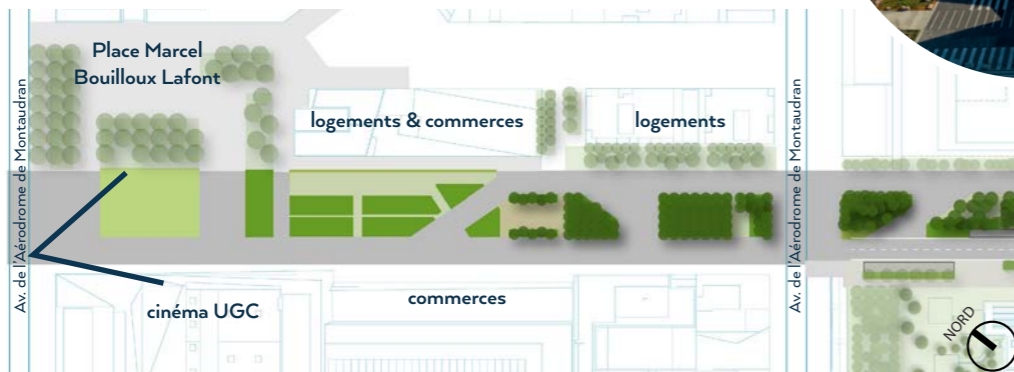 Place Marcel
Bouilloux Lafont
Av. de l'Aérodrome de Montaudran
logements & commerces
logements
Av. de l'Aérodrome de Montaudran
cinéma UGC
commerces
NORD